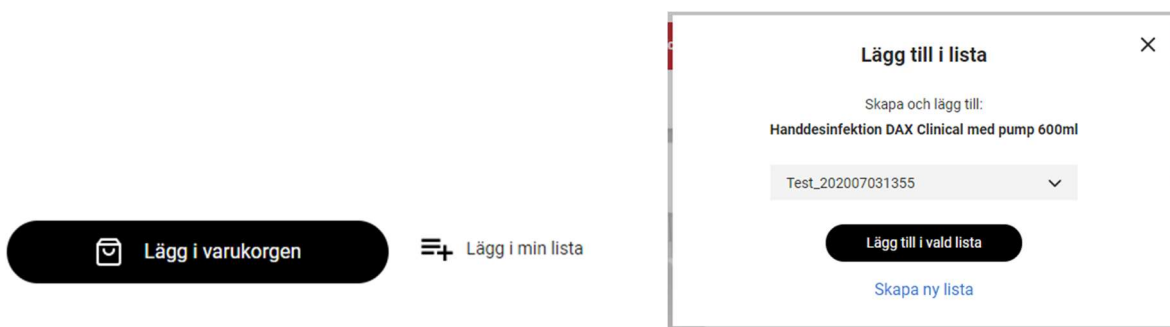 Lägg i varukorgen
Lägg i min lista
Lägg till i lista
Skapa och lägg till:
Handdesinfektion DAX Clinical med pump 600ml
Test_202007031355
Lägg till i vald lista
Skapa ny lista